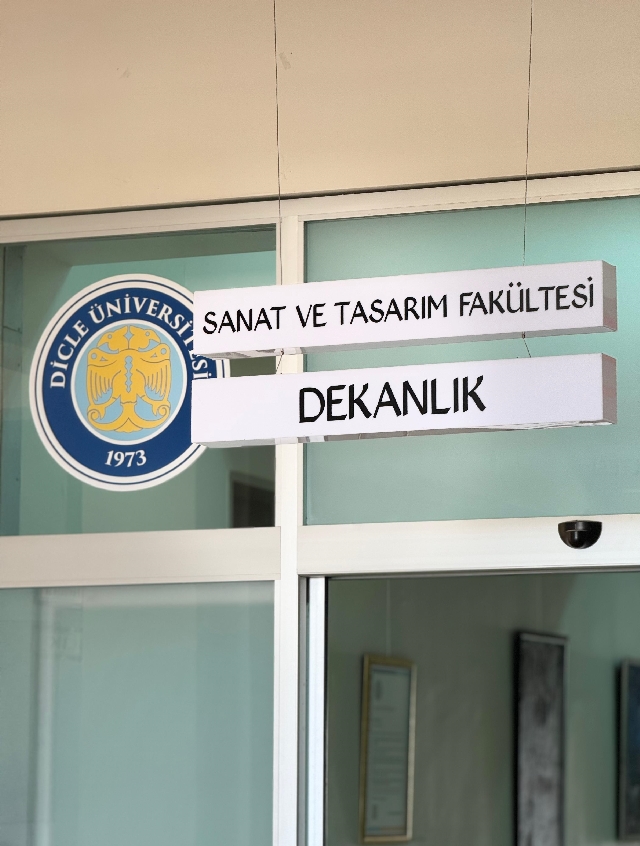 DİCLE ÜNİVERSİTESİ
1973
SANAT VE TASARIM FAKÜLTESİ
DEKANLIK